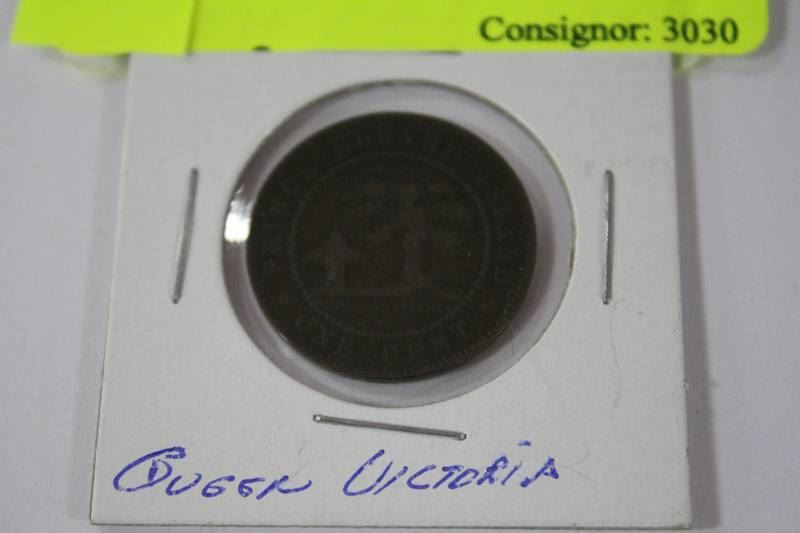 Consignor: 3030
PRINCE EDWARD ISLAND
ONE CENT
QUEEN VICTORIA